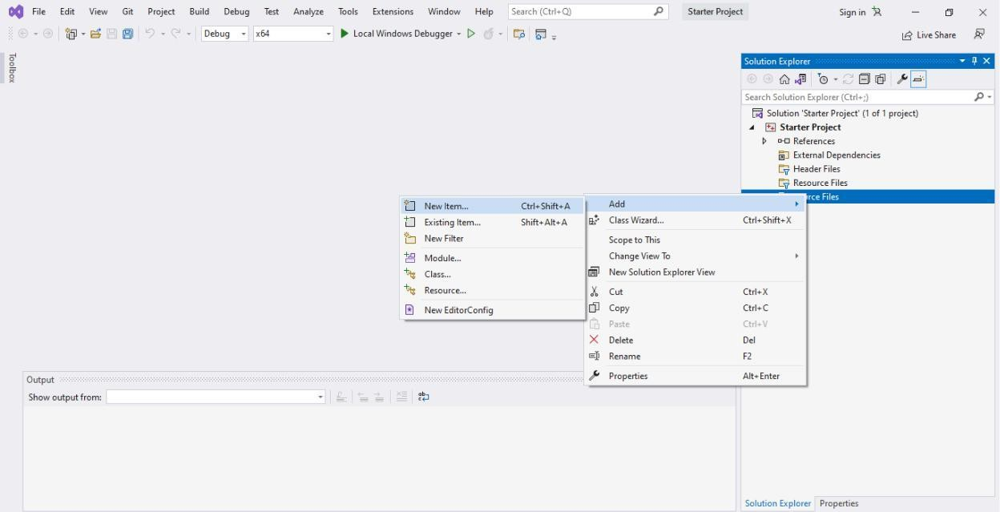 File Edit View Git Project Build Debug Test Analyze Tools Extensions Window Help Search (Ctrl+Q) Starter Project Sign in
Debug x64 Local Windows Debugger Live Share
Toolbox
Solution Explorer
Search Solution Explorer (Ctrl+;)
Solution 'Starter Project' (1 of 1 project)
Starter Project
References
External Dependencies
Header Files
Resource Files
rce Files
New Item... Ctrl+Shift+A
Existing Item... Shift+Alt+A
New Filter
Module...
Class...
Resource...
New EditorConfig
Add
Class Wizard... Ctrl+Shift+X
Scope to This
Change View To
New Solution Explorer View
Cut Ctrl+X
Copy Ctrl+C
Paste Ctrl+V
Delete Del
Rename F2
Properties Alt+Enter
Output
Show output from:
Solution Explorer Properties